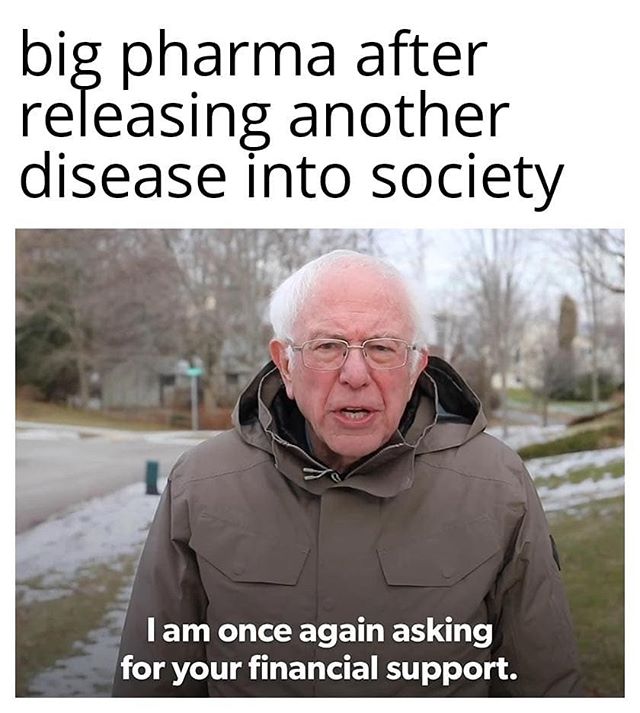 big pharma after
releasing another
disease into society
I am once again asking
for your financial support.